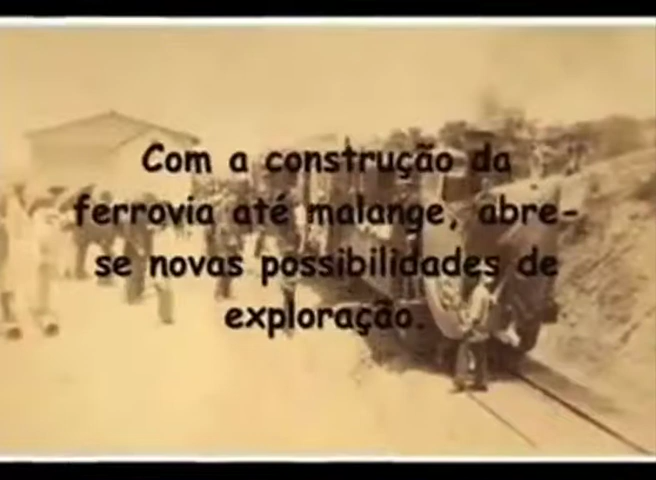 Com a construção da
ferrovia até malange, abre-
se novas possibilidades de
exploração.